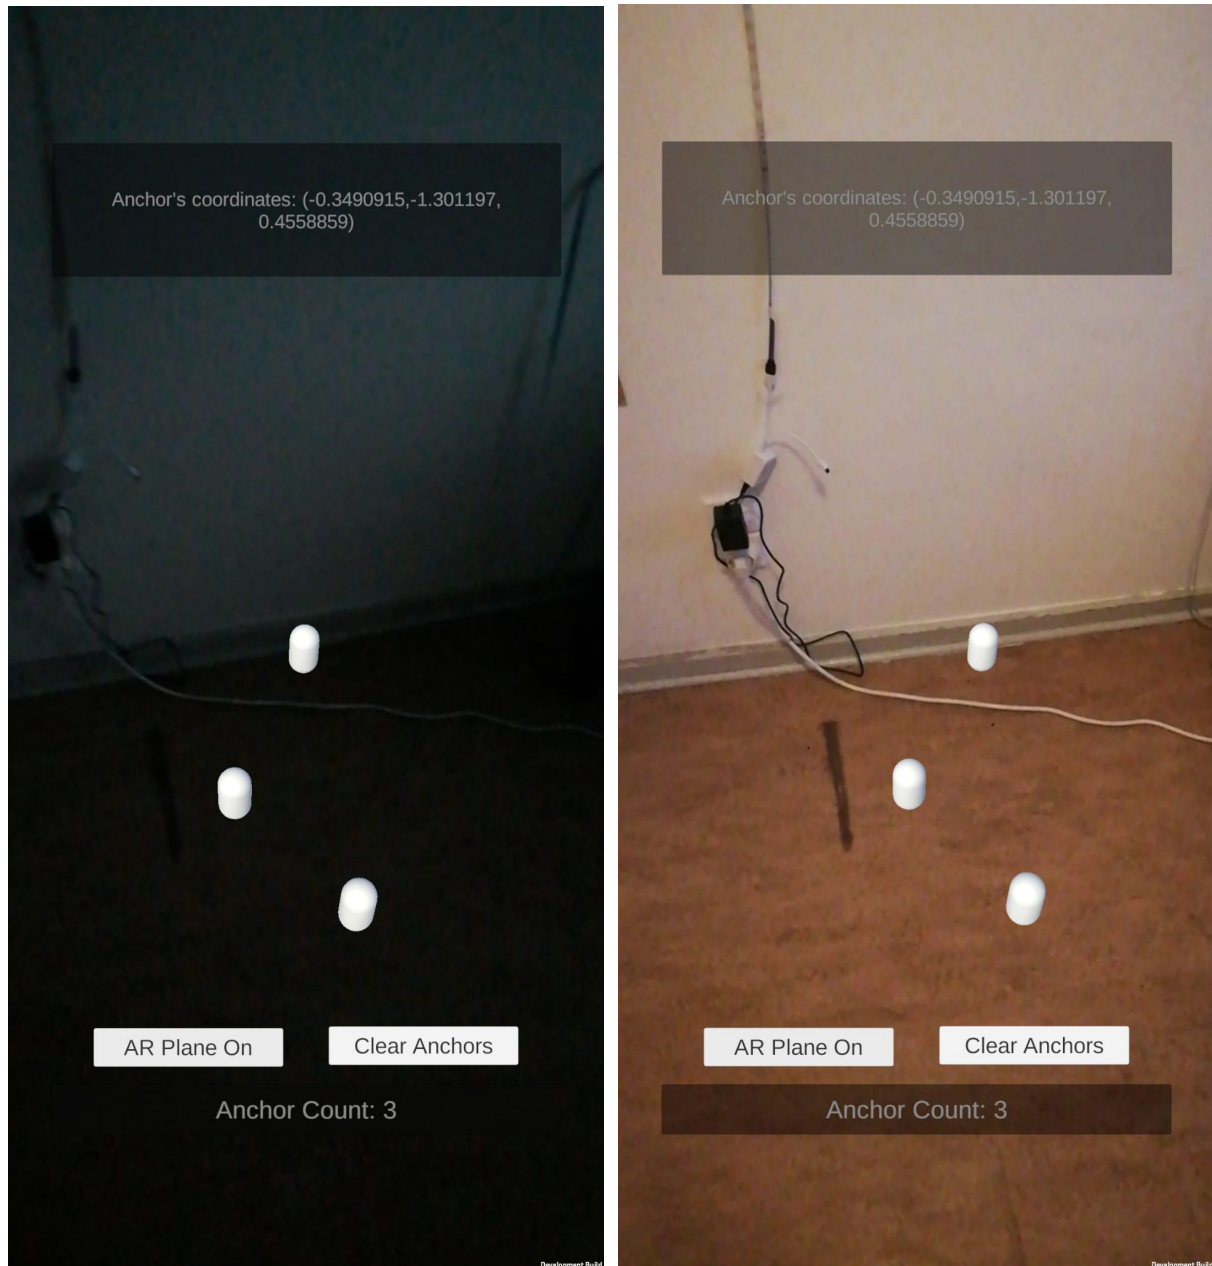 Anchor's coordinates: (-0.3490915,-1.301197,
0.4558859)
AR Plane On
Clear Anchors
Anchor Count: 3
Development Build
Anchor's coordinates: (-0.3490915,-1.301197,
0.4558859)
AR Plane On
Clear Anchors
Anchor Count: 3
Development Build